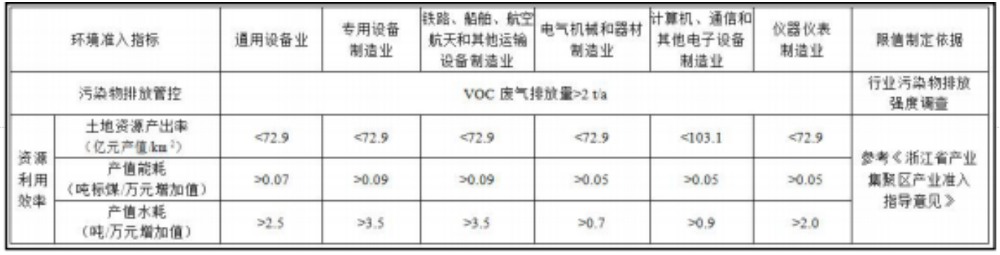 环境准入指标
通用设备业
专用设备
制造业
铁路、船舶、航空
航天和其他运输
设备制造业
电气机械和器材
制造业
计算机、通信和
其他电子设备
制造业
仪器仪表
制造业
限值制定依据
污染物排放管控
VOC 废气排放量>2 t/a
行业污染物排放
强度调查
资源
利用
效率
土地资源产出率
（亿元产值/km²）
<72.9
<72.9
<72.9
<72.9
<103.1
<72.9
产值能耗
（吨标煤/万元增加值）
>0.07
>0.09
>0.09
>0.05
>0.05
>0.05
产值水耗
（吨/万元增加值）
>2.5
>3.5
>3.5
>0.7
>0.9
>2.0
参考《浙江省产业
集聚区产业准入
指导意见》